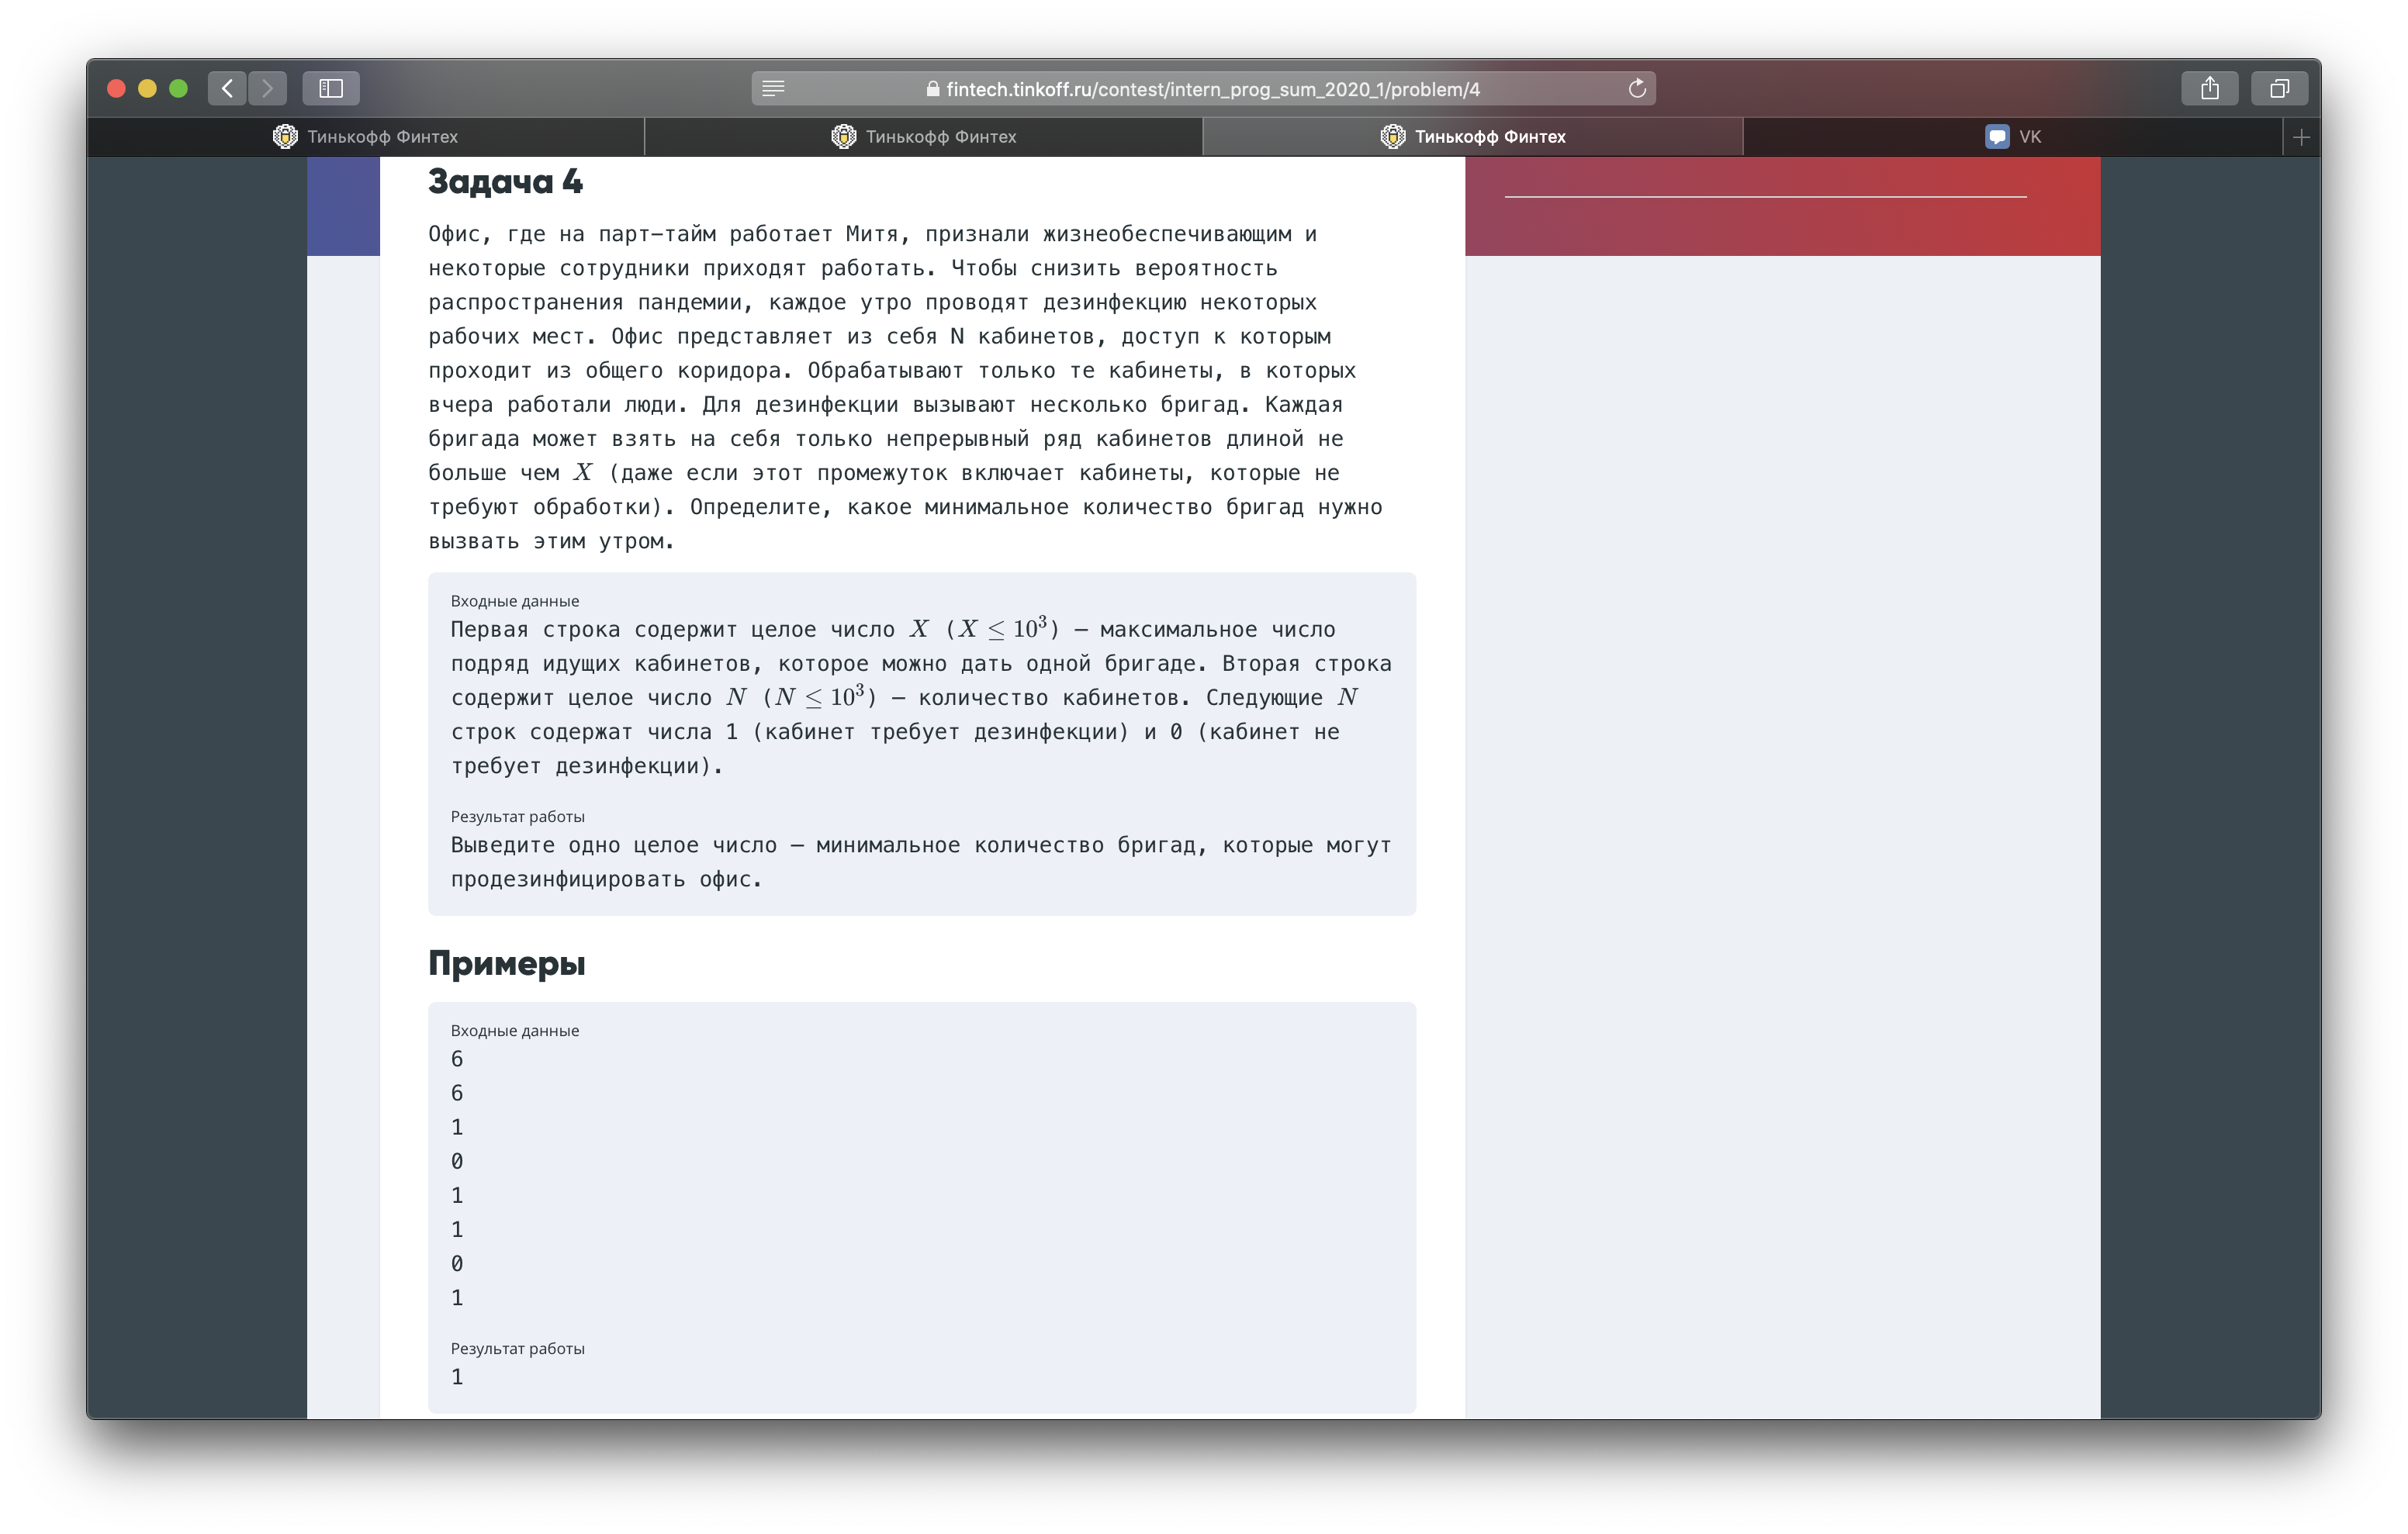 fintech.tinkoff.ru/contest/intern_prog_sum_2020_1/problem/4
Тинькофф Финтех
Тинькофф Финтех
Тинькофф Финтех
VK
Задача 4
Офис, где на парт-тайм работает Митя, признали жизнеобеспечивающим и
некоторые сотрудники приходят работать. Чтобы снизить вероятность
распространения пандемии, каждое утро проводят дезинфекцию некоторых
рабочих мест. Офис представляет из себя N кабинетов, доступ к которым
проходит из общего коридора. Обрабатывают только те кабинеты, в которых
вчера работали люди. Для дезинфекции вызывают несколько бригад. Каждая
бригада может взять на себя только непрерывный ряд кабинетов длиной не
больше чем X (даже если этот промежуток включает кабинеты, которые не
требуют обработки). Определите, какое минимальное количество бригад нужно
вызвать этим утром.
Входные данные
Первая строка содержит целое число X (X ≤ 10³) — максимальное число
подряд идущих кабинетов, которое можно дать одной бригаде. Вторая строка
содержит целое число N (N ≤ 10³) — количество кабинетов. Следующие N
строк содержат числа 1 (кабинет требует дезинфекции) и 0 (кабинет не
требует дезинфекции).
Результат работы
Выведите одно целое число — минимальное количество бригад, которые могут
продезинфицировать офис.
Примеры
Входные данные
6
6
1
0
1
1
0
1
Результат работы
1